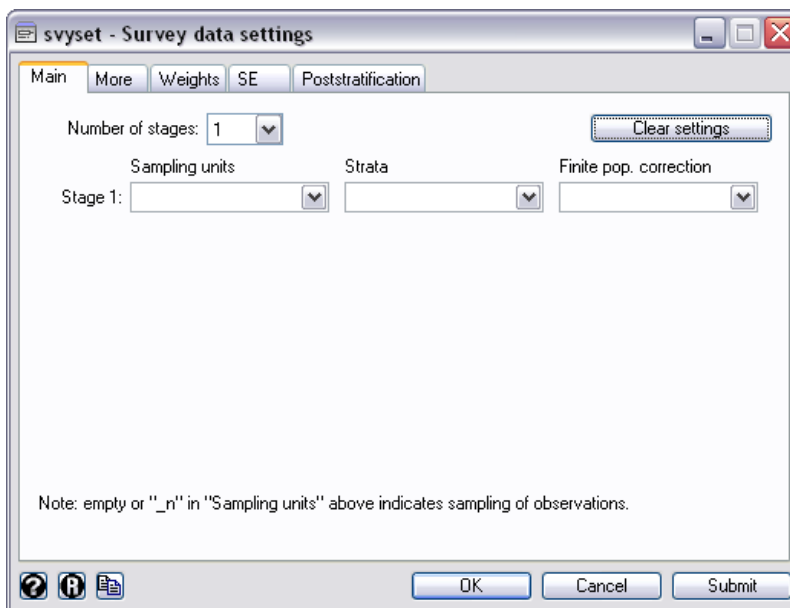 svyset - Survey data settings
Main More Weights SE Poststratification
Number of stages: 1 Clear settings
Sampling units Strata Finite pop. correction
Stage 1:
Note: empty or "_n" in "Sampling units" above indicates sampling of observations.
? R OK Cancel Submit